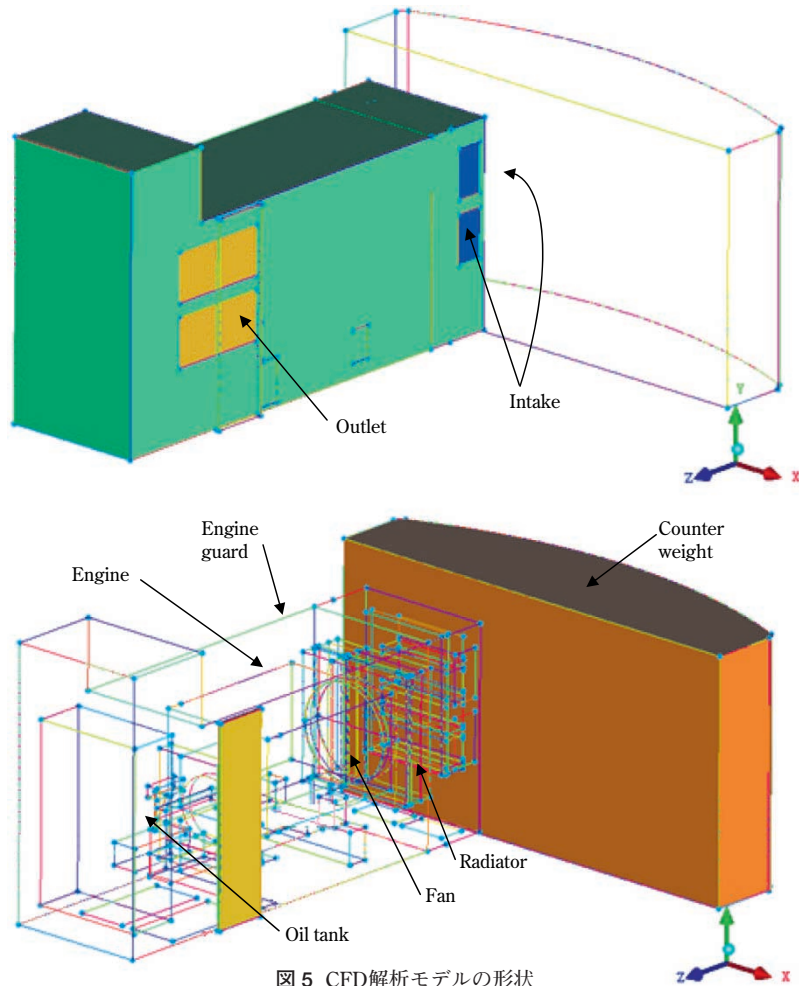 Outlet
Intake
Y
Z
X
Engine
guard
Engine
Counter
weight
Radiator
Fan
Oil tank
Z
X
図 5 CFD解析モデルの形状